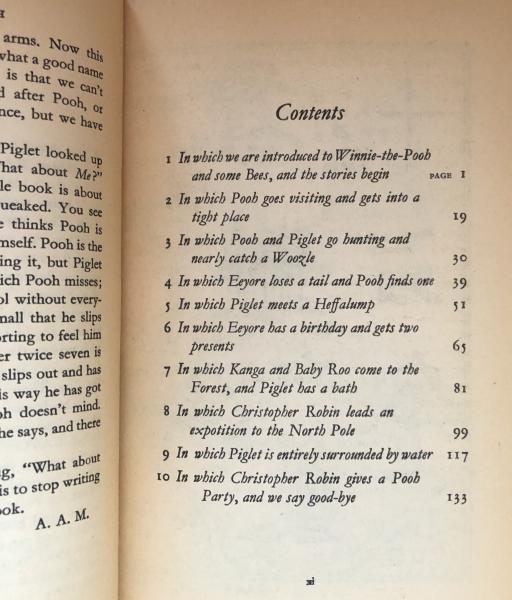 arms. Now this
what a good name
is that we can't
d after Pooh, or
nce, but we have
Piglet looked up
hat about Me?"
le book is about
queaked. You see
e thinks Pooh is
mself. Pooh is the
ing it, but Piglet
ich Pooh misses;
ol without every-
mall that he slips
orting to feel him
er twice seven is
slips out and has
is way he has got
oh doesn't mind.
he says, and there
g, "What about
is to stop writing
ook.
A. A. M.
Contents
1 In which we are introduced to Winnie-the-Pooh
and some Bees, and the stories begin PAGE 1
2 In which Pooh goes visiting and gets into a
tight place 19
3 In which Pooh and Piglet go hunting and
nearly catch a Woozle 30
4 In which Eeyore loses a tail and Pooh finds one 39
5 In which Piglet meets a Heffalump 51
6 In which Eeyore has a birthday and gets two
presents 65
7 In which Kanga and Baby Roo come to the
Forest, and Piglet has a bath 81
8 In which Christopher Robin leads an
expotition to the North Pole 99
9 In which Piglet is entirely surrounded by water 117
10 In which Christopher Robin gives a Pooh
Party, and we say good-bye 133
xi